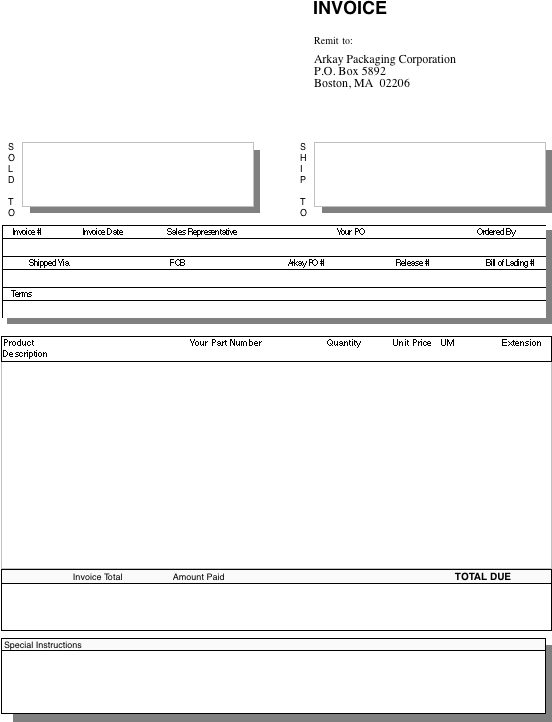 INVOICE
Remit to:
Arkay Packaging Corporation
P.O. Box 5892
Boston, MA 02206
SOLD TO
SHIP TO
Invoice # Invoice Date Sales Representative Your PO Ordered By
Shipped Via FOB Arkay PO # Release # Bill of Lading #
Terms
Product Your Part Number Quantity Unit Price UM Extension
Description
Invoice Total Amount Paid TOTAL DUE
Special Instructions